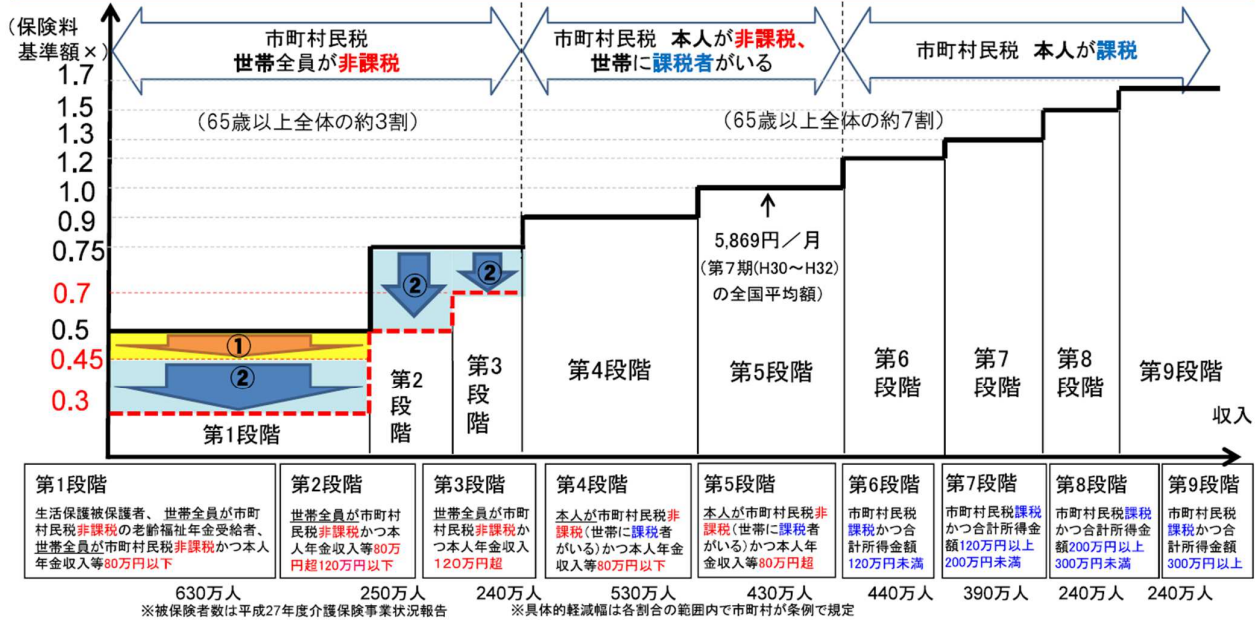 (保険料
基準額×)
1.7
1.5
1.3
1.2
1.0
0.9
0.75
0.7
0.5
0.45
0.3
市町村民税
世帯全員が非課税
市町村民税 本人が非課税、
世帯に課税者がいる
市町村民税 本人が課税
(65歳以上全体の約3割)
(65歳以上全体の約7割)
5,869円/月
(第7期(H30~H32)
の全国平均額)
①
②
②
②
第1段階
第2
段
階
第3
段
階
第4段階
第5段階
第6
段階
第7
段階
第8
段階
第9段階
収入
第1段階
生活保護被保護者、世帯全員が市町
村民税非課税の老齢福祉年金受給者、
世帯全員が市町村民税非課税かつ本人
年金収入等80万円以下
第2段階
世帯全員が市町村
民税非課税かつ本
人年金収入等80万
円超120万円以下
第3段階
世帯全員が市町
村民税非課税か
つ本人年金収入
120万円超
第4段階
本人が市町村民税非
課税(世帯に課税者
がいる)かつ本人年金
収入等80万円以下
第5段階
本人が市町村民税非
課税(世帯に課税者
がいる)かつ本人年
金収入等80万円超
第6段階
市町村民税
課税かつ合
計所得金額
120万円未満
第7段階
市町村民税課税
かつ合計所得金
額120万円以上
200万円未満
第8段階
市町村民税課税
かつ合計所得金
額200万円以上
300万円未満
第9段階
市町村民税
課税かつ合
計所得金額
300万円以上
630万人
250万人
240万人
530万人
430万人
440万人
390万人
240万人
240万人
※被保険者数は平成27年度介護保険事業状況報告
※具体的軽減幅は各割合の範囲内で市町村が条例で規定